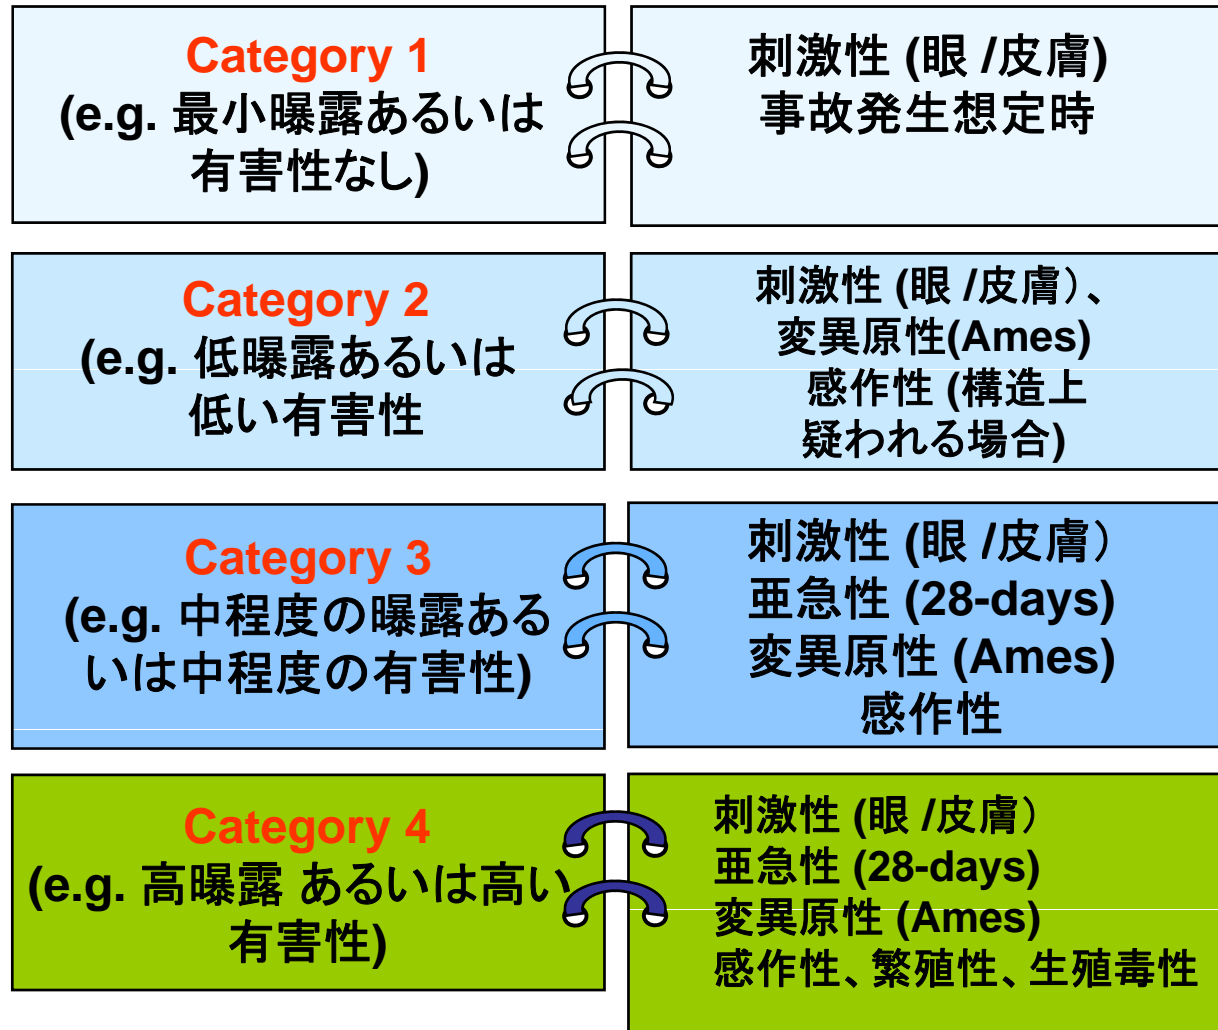 Category 1
(e.g. 最小曝露あるいは
有害性なし)
刺激性 (眼 /皮膚)
事故発生想定時
Category 2
(e.g. 低曝露あるいは
低い有害性
刺激性 (眼 /皮膚）、
変異原性(Ames)
感作性 (構造上
疑われる場合)
Category 3
(e.g. 中程度の曝露ある
いは中程度の有害性)
刺激性 (眼 /皮膚）
亜急性 (28-days)
変異原性 (Ames)
感作性
Category 4
(e.g. 高曝露 あるいは高い
有害性)
刺激性 (眼 /皮膚）
亜急性 (28-days)
変異原性 (Ames)
感作性、繁殖性、生殖毒性